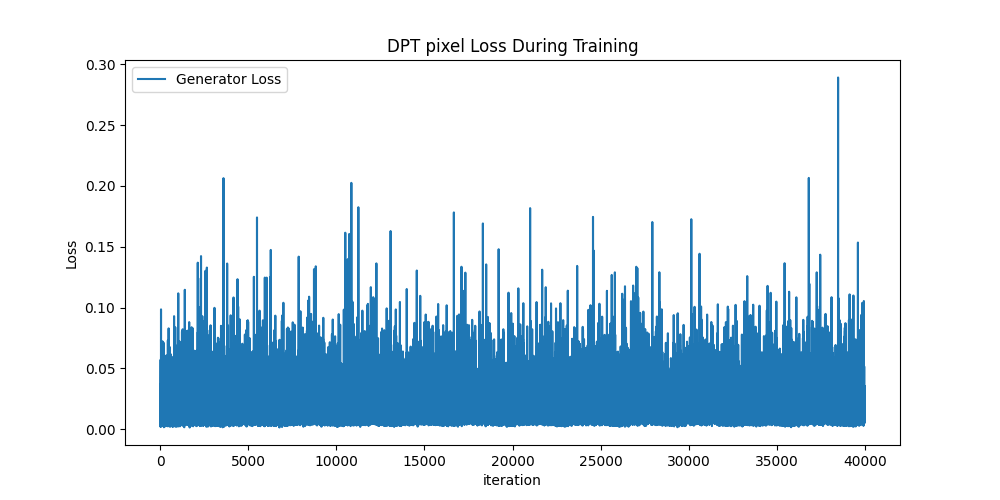 DPT pixel Loss During Training
Generator Loss
Loss
0.30
0.25
0.20
0.15
0.10
0.05
0.00
0 5000 10000 15000 20000 25000 30000 35000 40000
iteration